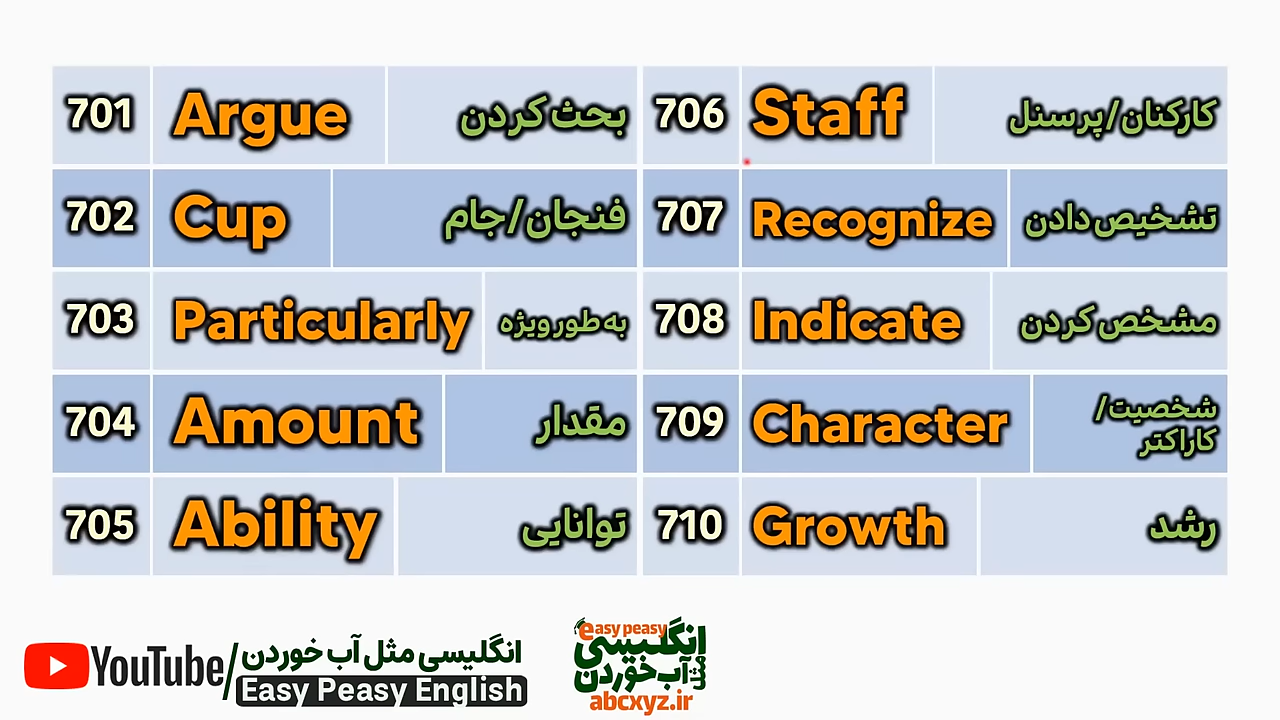 701 Argue بحث کردن
702 Cup فنجان/جام
703 Particularly به طور ویژه
704 Amount مقدار
705 Ability توانایی
706 Staff کارکنان/پرسنل
707 Recognize تشخیص دادن
708 Indicate مشخص کردن
709 Character شخصیت/
کاراکتر
710 Growth رشد
YouTube/انگلیسی مثل آب خوردن
Easy Peasy English
easy peasy
انگلیسی
مثل آب خوردن
abcxyz.ir